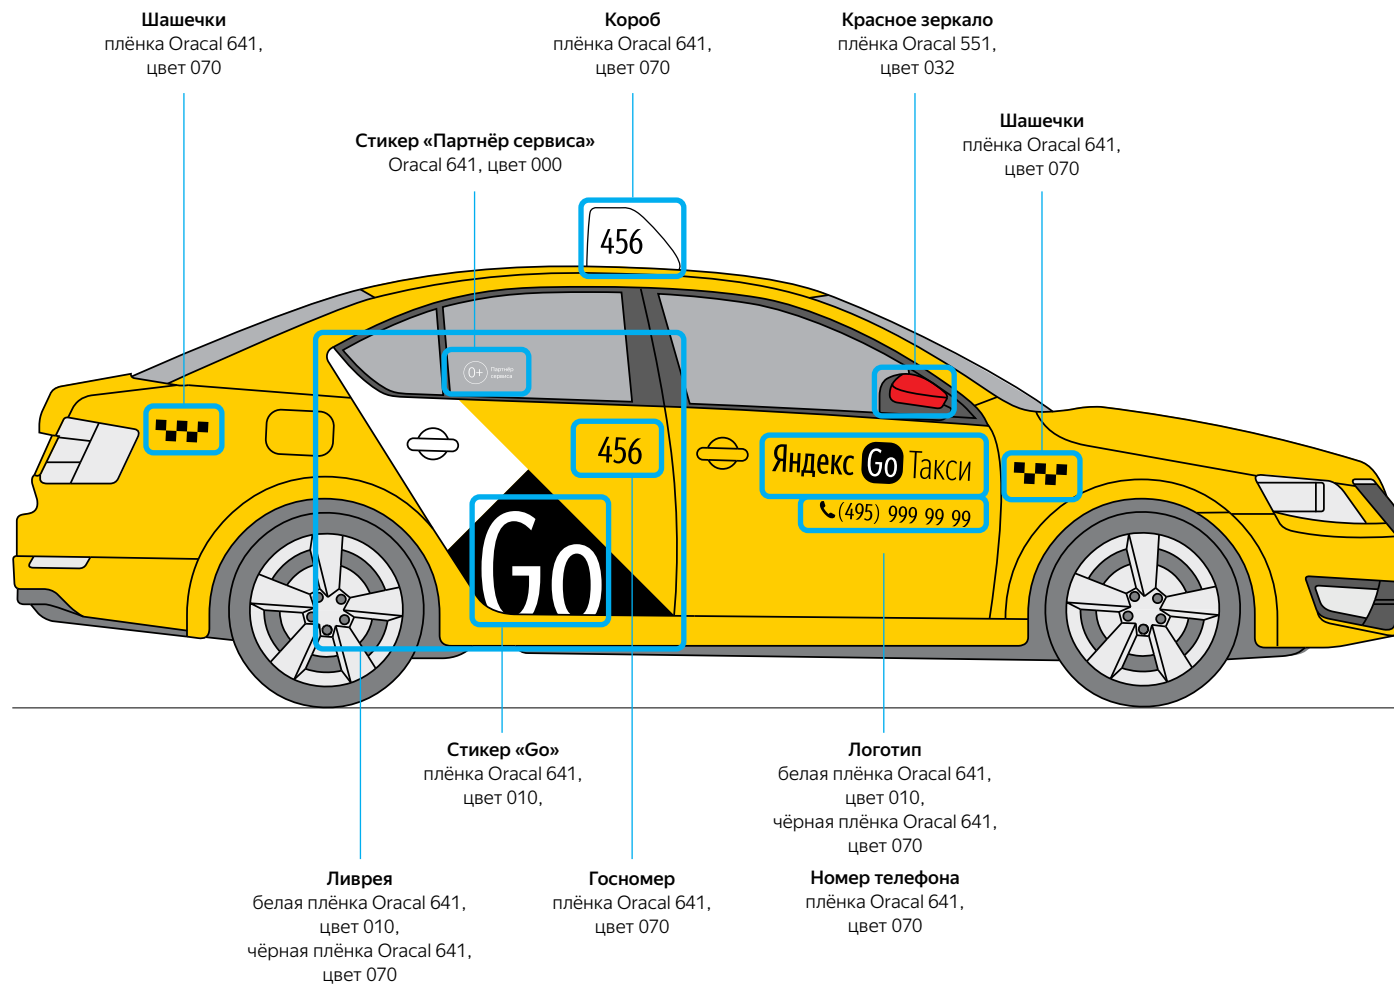 Шашечки
плёнка Oracal 641,
цвет 070
Короб
плёнка Oracal 641,
цвет 070
Красное зеркало
плёнка Oracal 551,
цвет 032
Стикер «Партнёр сервиса»
Oracal 641, цвет 000
Шашечки
плёнка Oracal 641,
цвет 070
456
0+ Партнёр
сервиса
456
Яндекс Go Такси
(495) 999 99 99
Go
Стикер «Go»
плёнка Oracal 641,
цвет 010,
Логотип
белая плёнка Oracal 641,
цвет 010,
чёрная плёнка Oracal 641,
цвет 070
Ливрея
белая плёнка Oracal 641,
цвет 010,
чёрная плёнка Oracal 641,
цвет 070
Госномер
плёнка Oracal 641,
цвет 070
Номер телефона
плёнка Oracal 641,
цвет 070